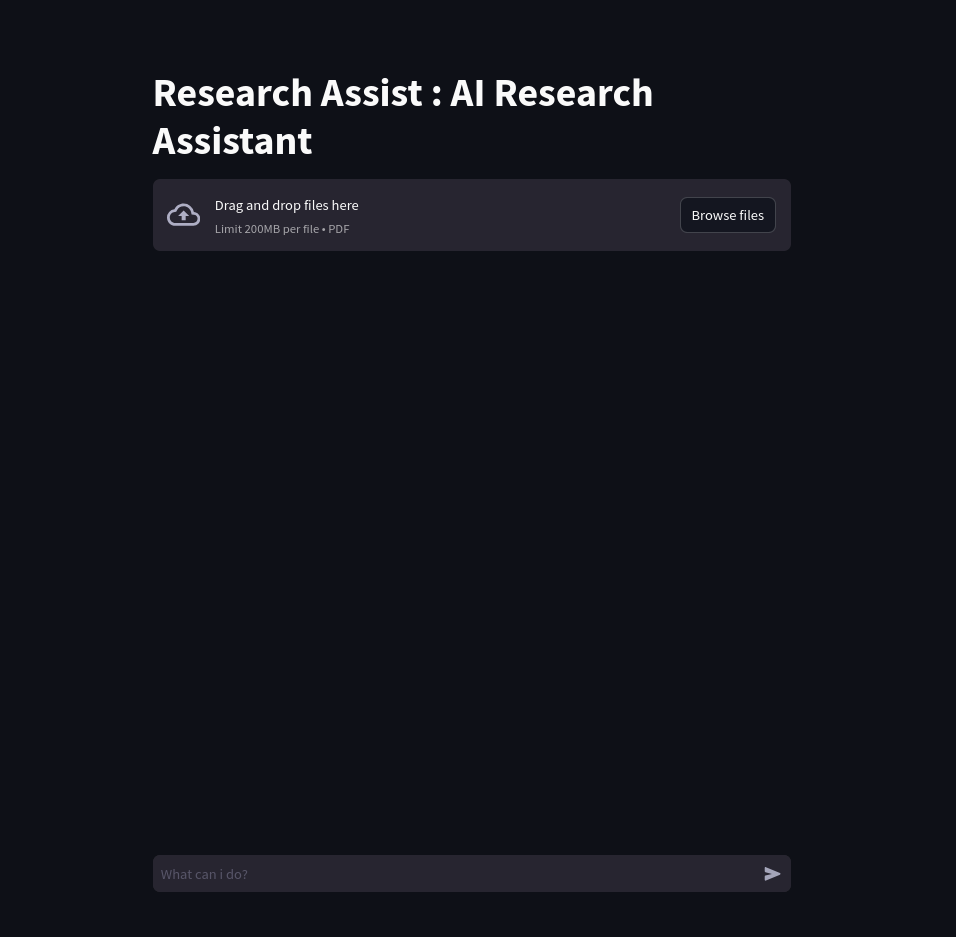 Research Assist : AI Research
Assistant
Drag and drop files here
Limit 200MB per file • PDF
Browse files
What can i do?